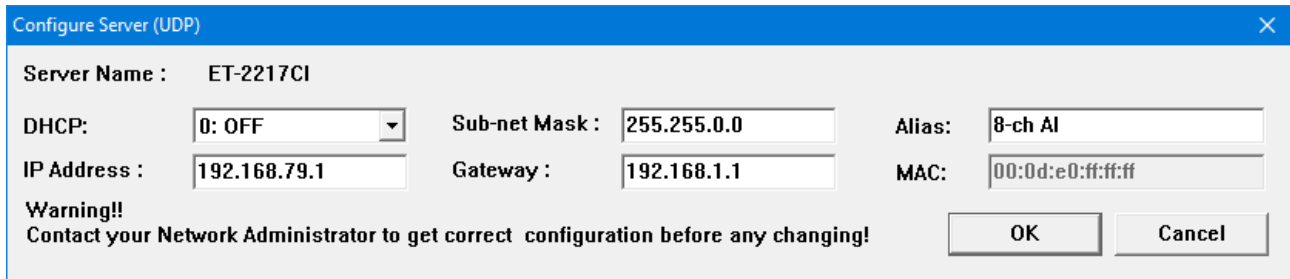 Configure Server (UDP)
Server Name : ET-2217CI
DHCP: 0: OFF Sub-net Mask : 255.255.0.0 Alias: 8-ch AI
IP Address : 192.168.79.1 Gateway : 192.168.1.1 MAC: 00:0d:e0:ff:ff:ff
Warning!!
Contact your Network Administrator to get correct configuration before any changing!
OK Cancel